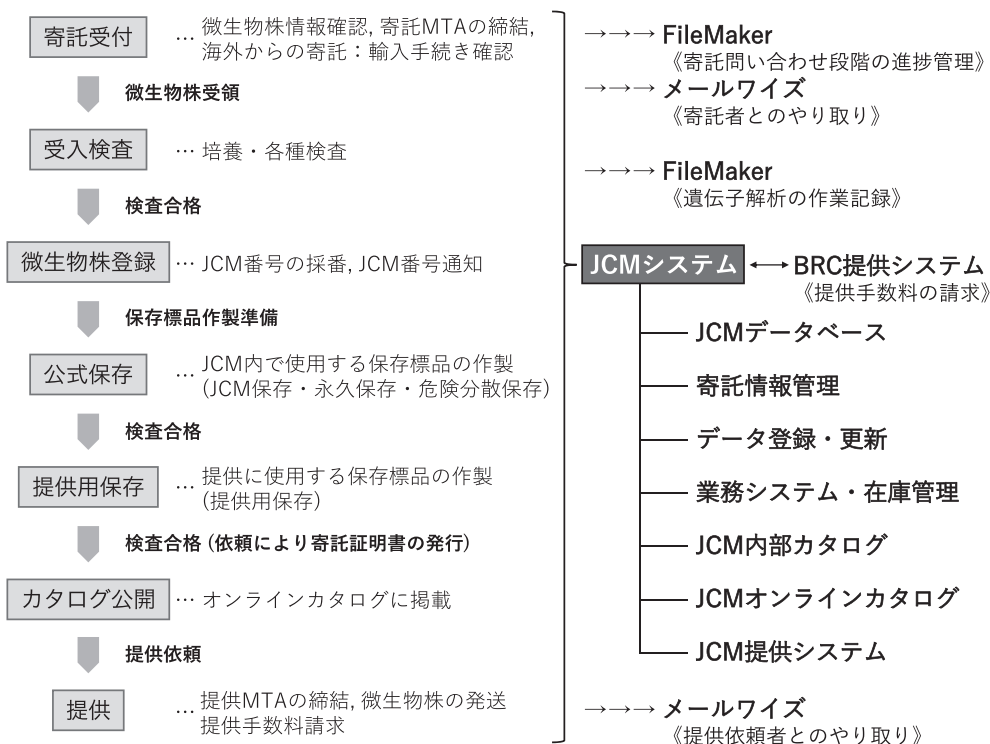 寄託受付
… 微生物株情報確認, 寄託MTAの締結,
海外からの寄託：輸入手続き確認
微生物株受領
受入検査
… 培養・各種検査
検査合格
微生物株登録
… JCM番号の採番, JCM番号通知
保存標品作製準備
公式保存
… JCM内で使用する保存標品の作製
(JCM保存・永久保存・危険分散保存)
検査合格
提供用保存
… 提供に使用する保存標品の作製
(提供用保存)
検査合格 (依頼により寄託証明書の発行)
カタログ公開
… オンラインカタログに掲載
提供依頼
提供
… 提供MTAの締結, 微生物株の発送
提供手数料請求
→→→ FileMaker
《寄託問い合わせ段階の進捗管理》
→→→ メールワイズ
《寄託者とのやり取り》
→→→ FileMaker
《遺伝子解析の作業記録》
JCMシステム
BRC提供システム
《提供手数料の請求》
JCMデータベース
寄託情報管理
データ登録・更新
業務システム・在庫管理
JCM内部カタログ
JCMオンラインカタログ
JCM提供システム
→→→ メールワイズ
《提供依頼者とのやり取り》